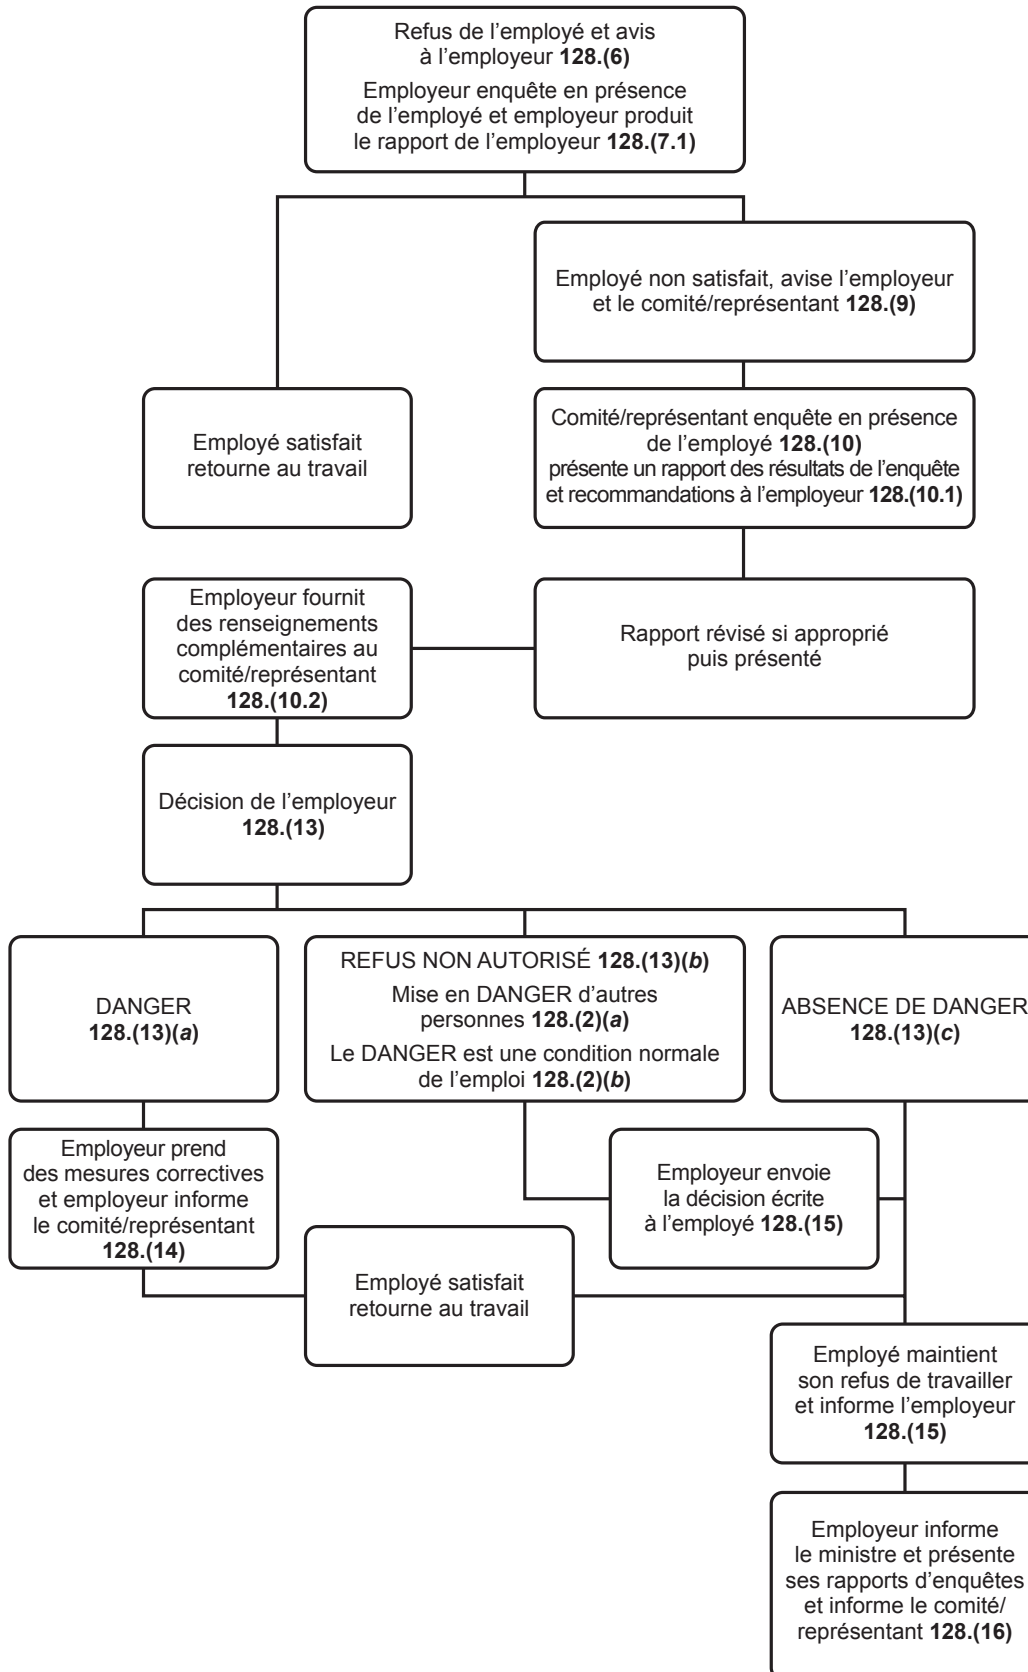 Refus de l’employé et avis
à l’employeur 128.(6)
Employeur enquête en présence
de l’employé et employeur produit
le rapport de l’employeur 128.(7.1)
Employé non satisfait, avise l’employeur
et le comité/représentant 128.(9)
Employé satisfait
retourne au travail
Comité/représentant enquête en présence
de l’employé 128.(10)
présente un rapport des résultats de l’enquête
et recommandations à l’employeur 128.(10.1)
Employeur fournit
des renseignements
complémentaires au
comité/représentant
128.(10.2)
Rapport révisé si approprié
puis présenté
Décision de l’employeur
128.(13)
DANGER
128.(13)(a)
REFUS NON AUTORISÉ 128.(13)(b)
Mise en DANGER d’autres
personnes 128.(2)(a)
Le DANGER est une condition normale
de l’emploi 128.(2)(b)
ABSENCE DE DANGER
128.(13)(c)
Employeur prend
des mesures correctives
et employeur informe
le comité/représentant
128.(14)
Employeur envoie
la décision écrite
à l’employé 128.(15)
Employé satisfait
retourne au travail
Employé maintient
son refus de travailler
et informe l’employeur
128.(15)
Employeur informe
le ministre et présente
ses rapports d’enquêtes
et informe le comité/
représentant 128.(16)